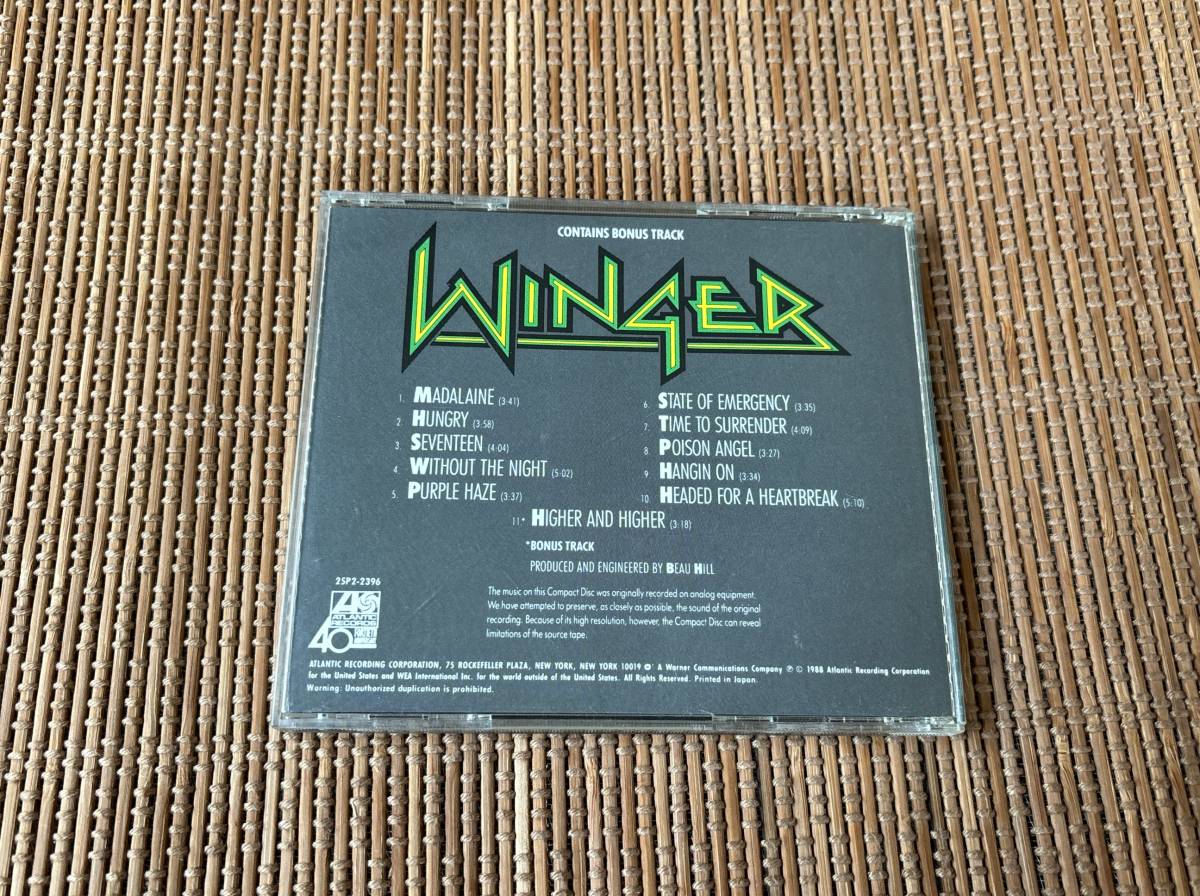 CONTAINS BONUS TRACK
WINGER
1. MADALAINE (3:41)
2. HUNGRY (3:58)
3. SEVENTEEN (4:04)
4. WITHOUT THE NIGHT (5:02)
5. PURPLE HAZE (3:37)
6. STATE OF EMERGENCY (3:35)
7. TIME TO SURRENDER (4:09)
8. POISON ANGEL (3:27)
9. HANGIN ON (3:34)
10. HEADED FOR A HEARTBREAK (5:10)
11* HIGHER AND HIGHER (3:18)
*BONUS TRACK
PRODUCED AND ENGINEERED BY BEAU HILL
The music on this Compact Disc was originally recorded on analog equipment.
We have attempted to preserve, as closely as possible, the sound of the original
recording. Because of its high resolution, however, the Compact Disc can reveal
limitations of the source tape.
25P2-2396
ATLANTIC
RECORDS
40
ATLANTIC RECORDING CORPORATION, 75 ROCKEFELLER PLAZA, NEW YORK, NEW YORK 10019 A Warner Communications Company ℗ © 1988 Atlantic Recording Corporation
for the United States and WEA International Inc. for the world outside of the United States. All Rights Reserved. Printed in Japan.
Warning: Unauthorized duplication is prohibited.